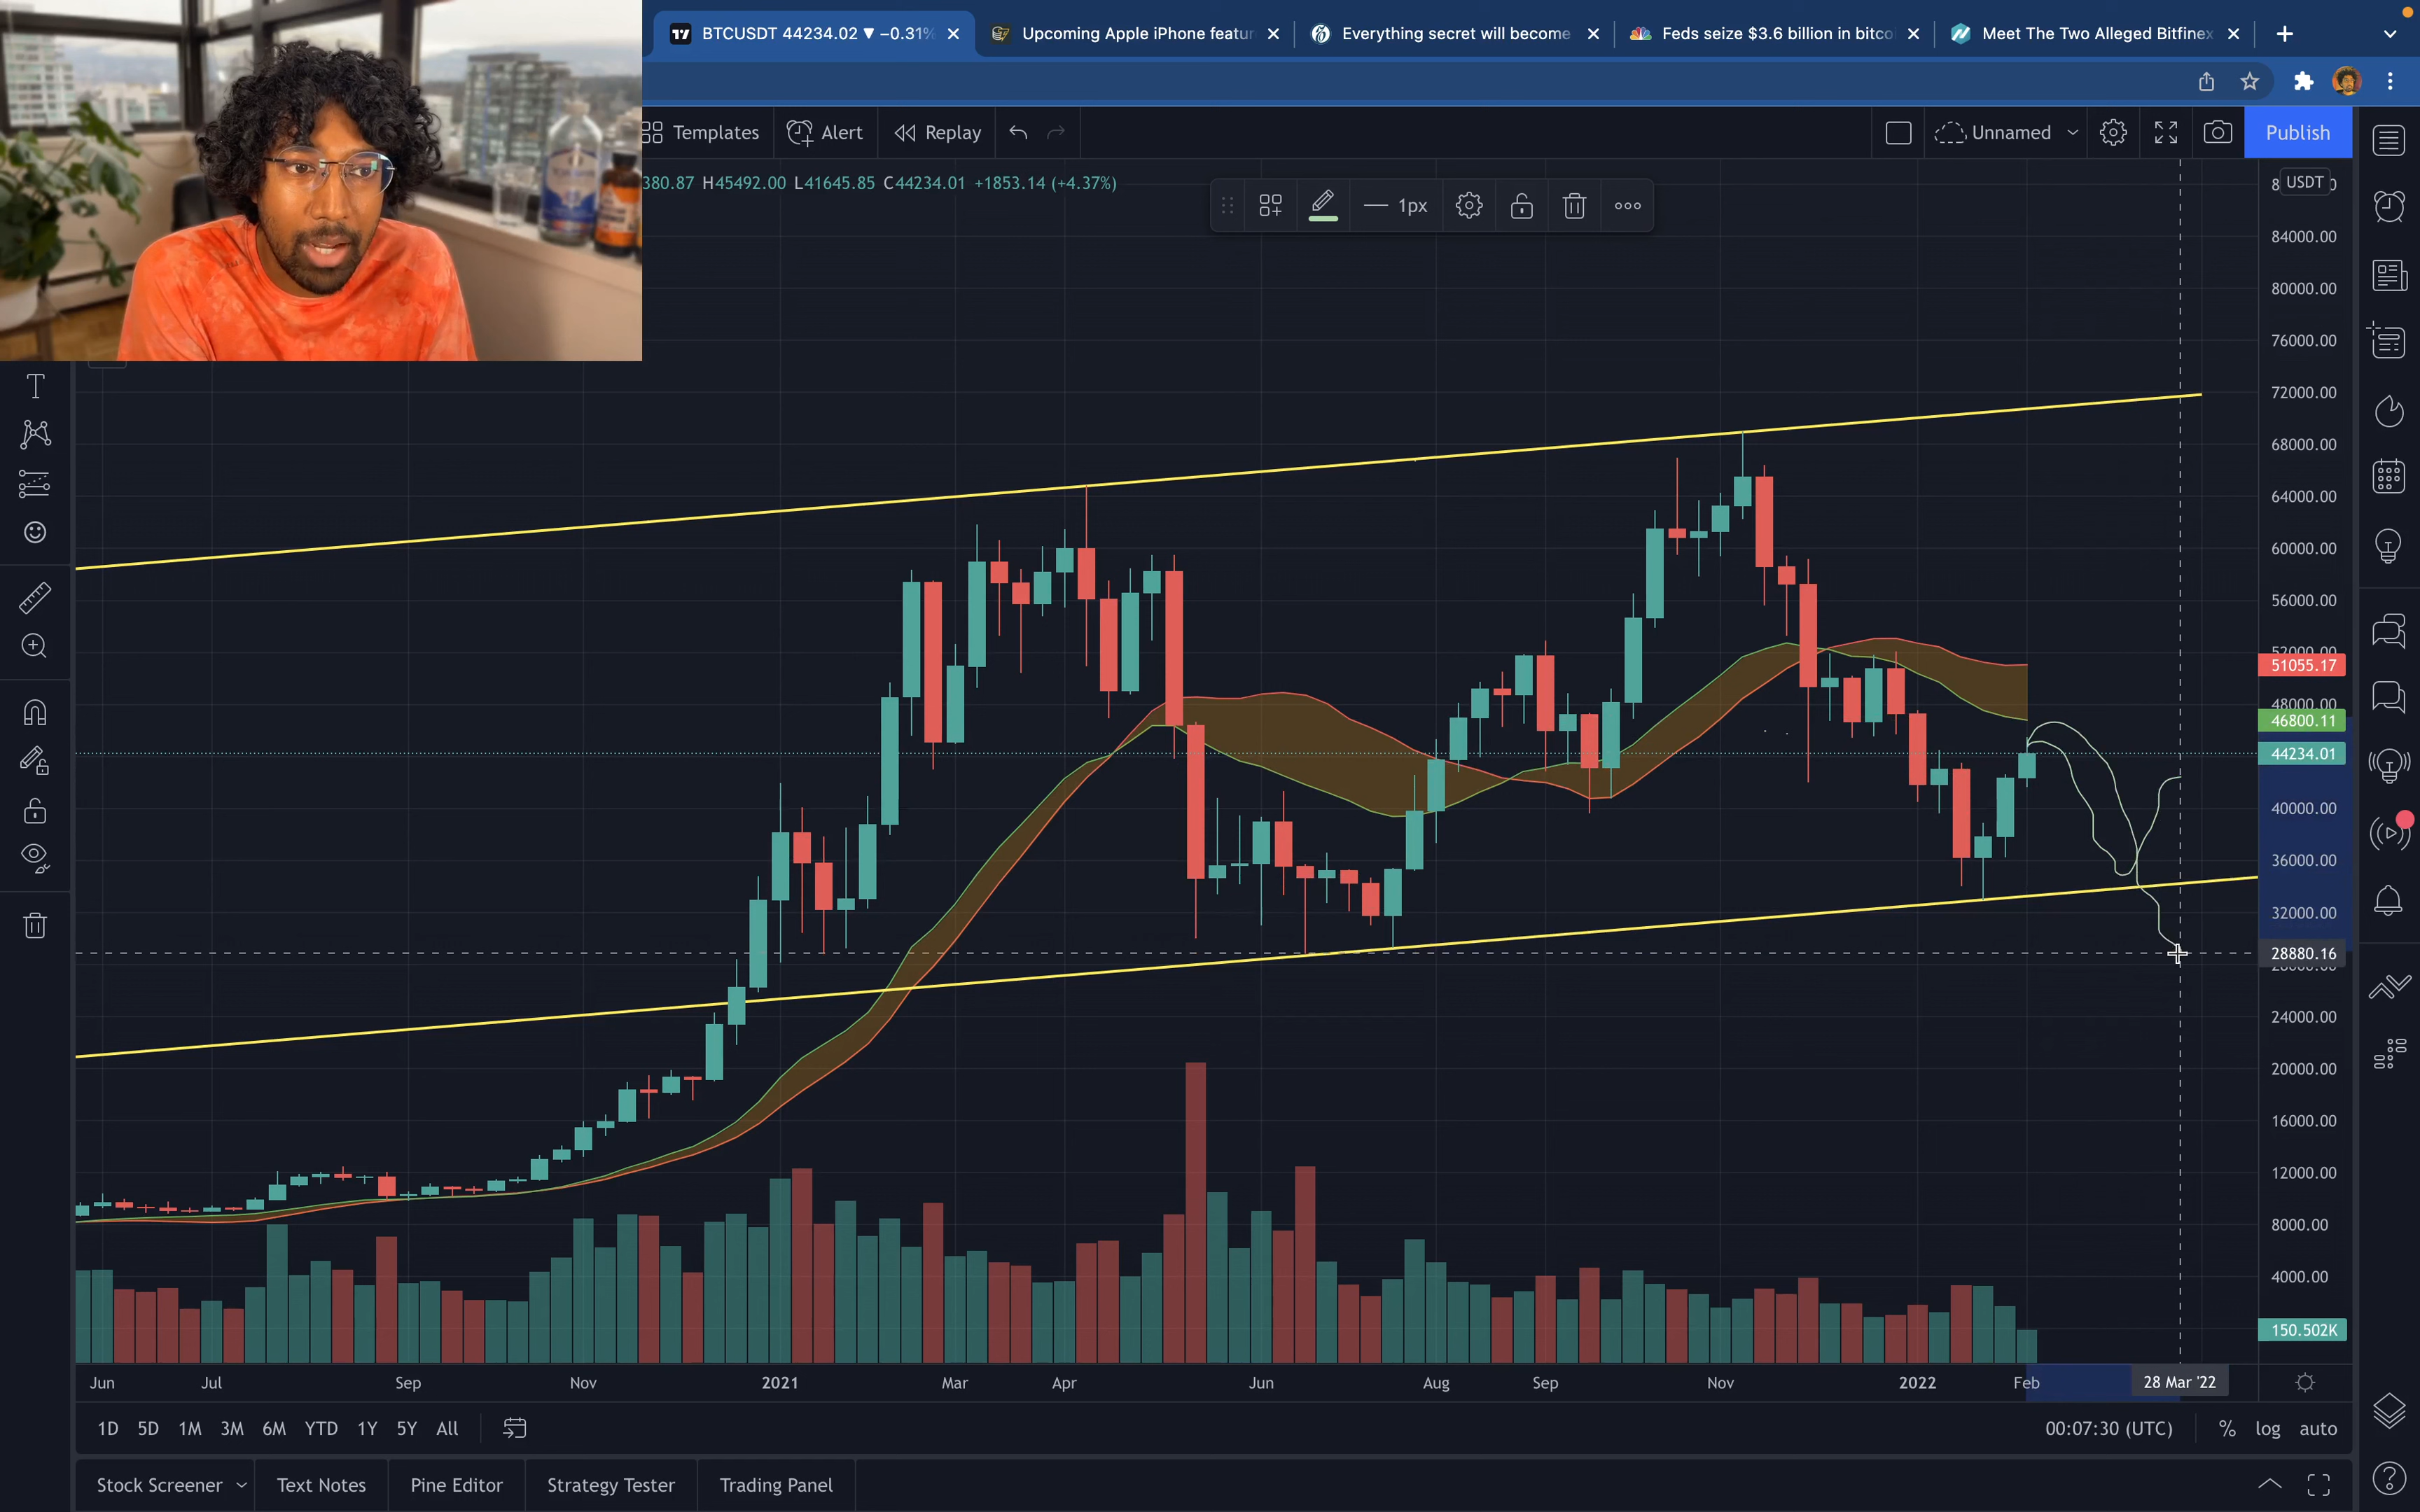 BTCUSDT 44234.02 ▼ −0.31%
Upcoming Apple iPhone featur
Everything secret will become
Feds seize $3.6 billion in bitco
Meet The Two Alleged Bitfinex
Templates
Alert
Replay
Unnamed
Publish
380.87 H45492.00 L41645.85 C44234.01 +1853.14 (+4.37%)
1px
USDT
84000.00
80000.00
76000.00
72000.00
68000.00
64000.00
60000.00
56000.00
52000.00
51055.17
48000.00
46800.11
44234.01
40000.00
36000.00
32000.00
28880.16
28000.00
24000.00
20000.00
16000.00
12000.00
8000.00
4000.00
150.502K
Jun Jul Sep Nov 2021 Mar Apr Jun Aug Sep Nov 2022 Feb 28 Mar '22
1D 5D 1M 3M 6M YTD 1Y 5Y All
00:07:30 (UTC) % log auto
Stock Screener Text Notes Pine Editor Strategy Tester Trading Panel